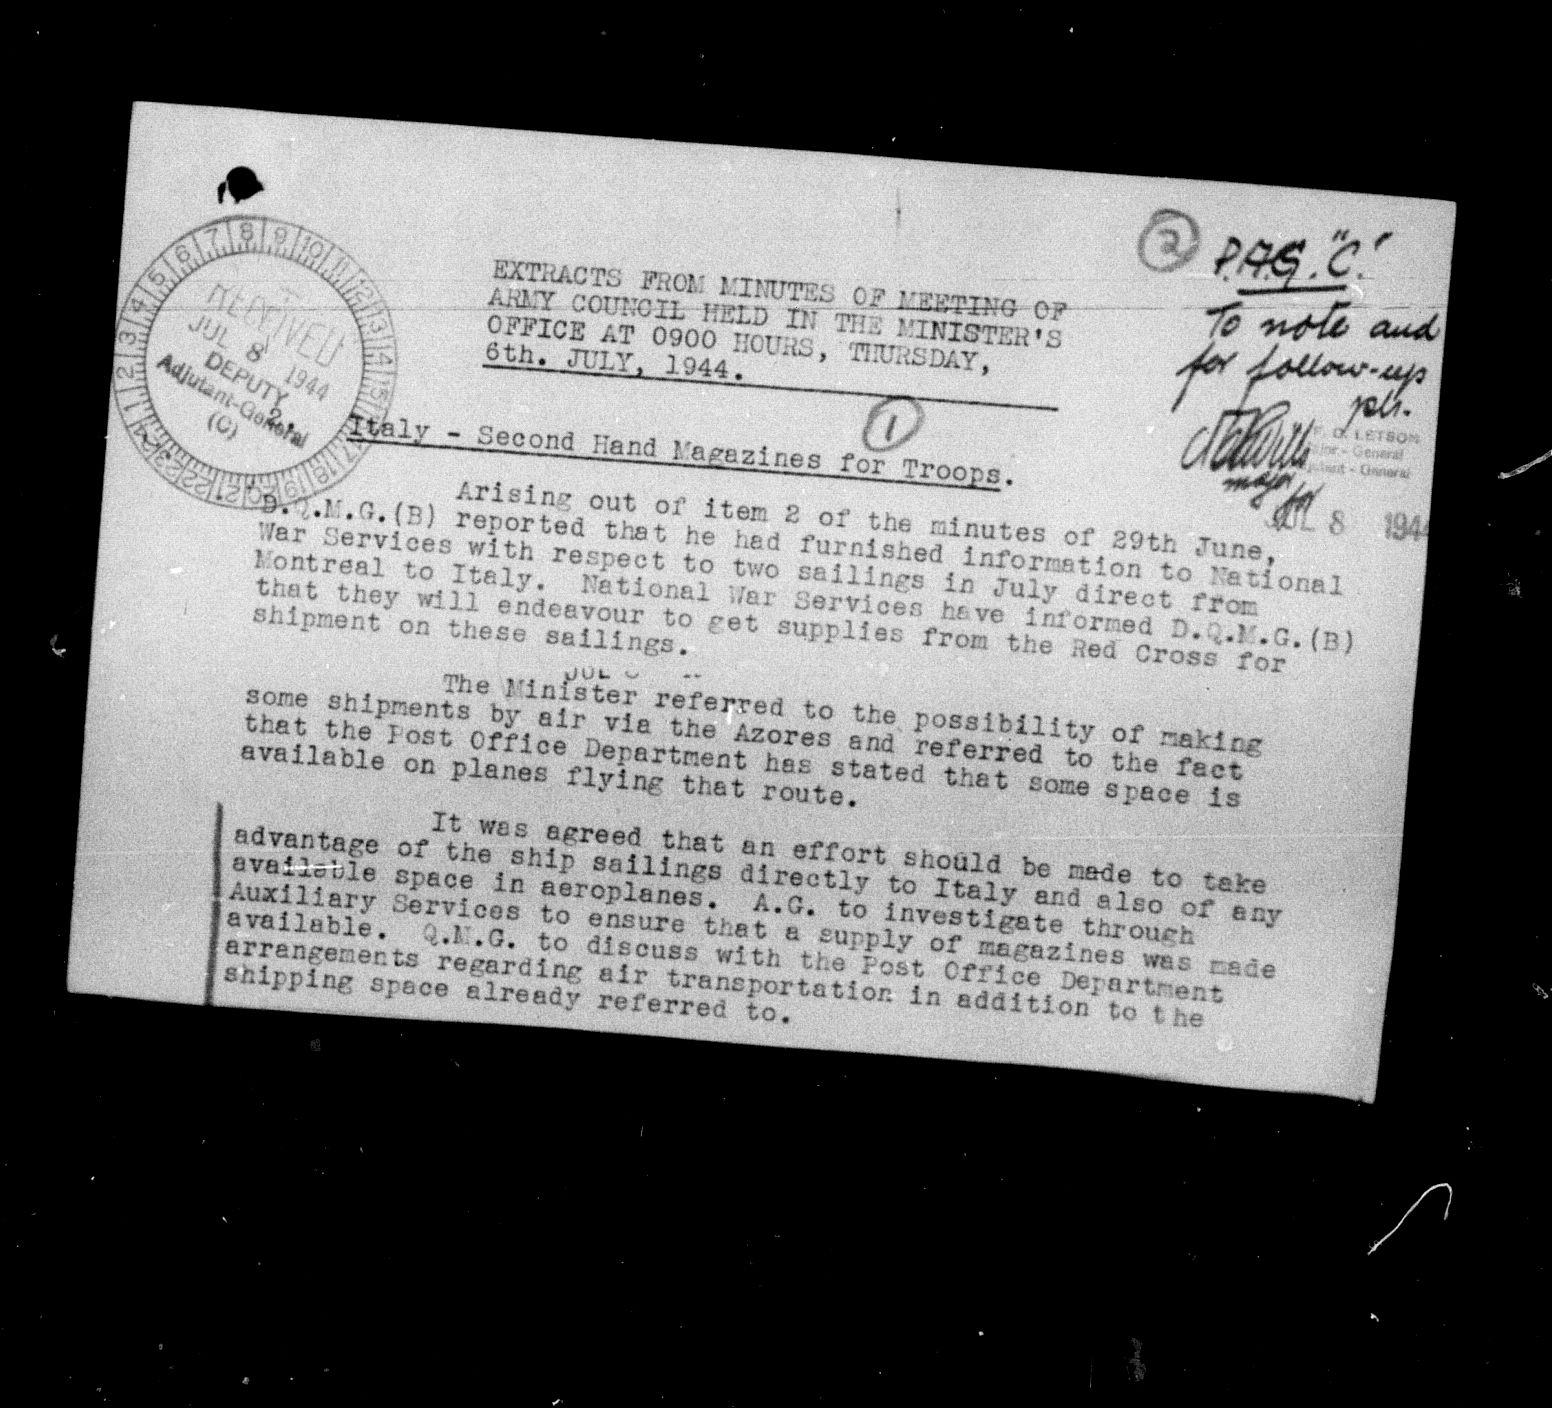 2
D.A.G. "C."
To note and
for follow-up
pls.
F. G. LETSON
Major - General
Adjutant - General
Major
for
JUL 8 1944
RECEIVED
JUL 8 1944
DEPUTY
Adjutant-General
(C)
EXTRACTS FROM MINUTES OF MEETING OF
ARMY COUNCIL HELD IN THE MINISTER'S
OFFICE AT 0900 HOURS, THURSDAY,
6th. JULY, 1944.
1
2. Italy - Second Hand Magazines for Troops.
Arising out of item 2 of the minutes of 29th June,
D.Q.M.G.(B) reported that he had furnished information to National
War Services with respect to two sailings in July direct from
Montreal to Italy. National War Services have informed D.Q.M.G.(B)
that they will endeavour to get supplies from the Red Cross for
shipment on these sailings.
The Minister referred to the possibility of making
some shipments by air via the Azores and referred to the fact
that the Post Office Department has stated that some space is
available on planes flying that route.
It was agreed that an effort should be made to take
advantage of the ship sailings directly to Italy and also of any
available space in aeroplanes. A.G. to investigate through
Auxiliary Services to ensure that a supply of magazines was made
available. Q.M.G. to discuss with the Post Office Department
arrangements regarding air transportation in addition to the
shipping space already referred to.